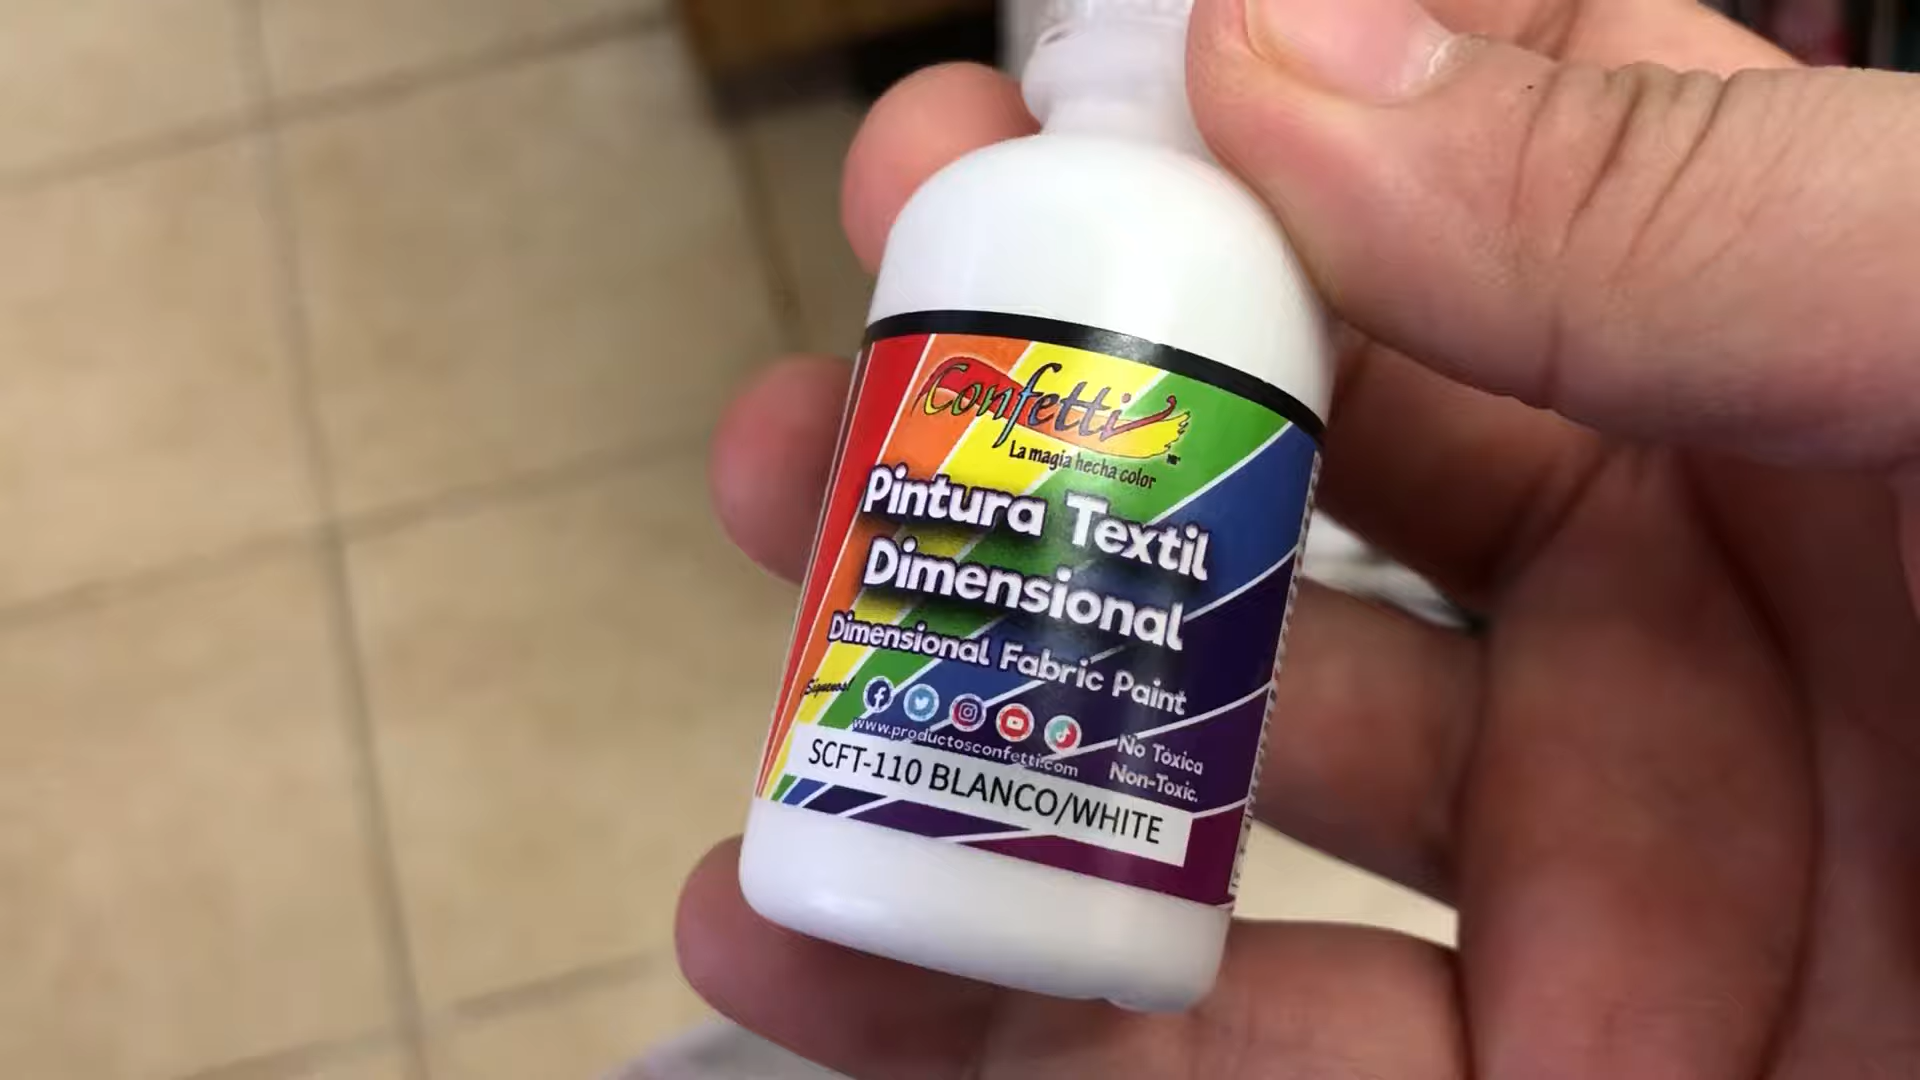 Confetti
La magia hecha color
Pintura Textil
Dimensional
Dimensional Fabric Paint
¡Síguenos!
www.productosconfetti.com
No Tóxica
Non-Toxic.
SCFT-110 BLANCO/WHITE